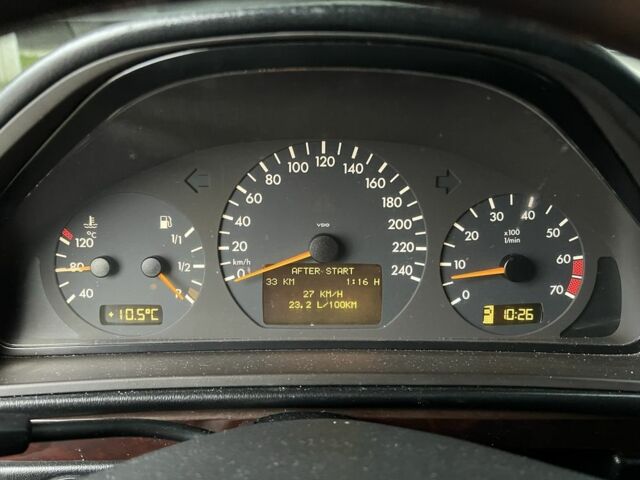 °C
120
80
40
+10.5°C
1/1
1/2
R
0
20
40
60
80
100
120
140
160
180
200
220
240
km/h
VDO
AFTER START
33 KM 1:16 H
27 KM/H
23.2 L/100KM
0
10
20
30
40
50
60
70
x100
1/min
P 10:26